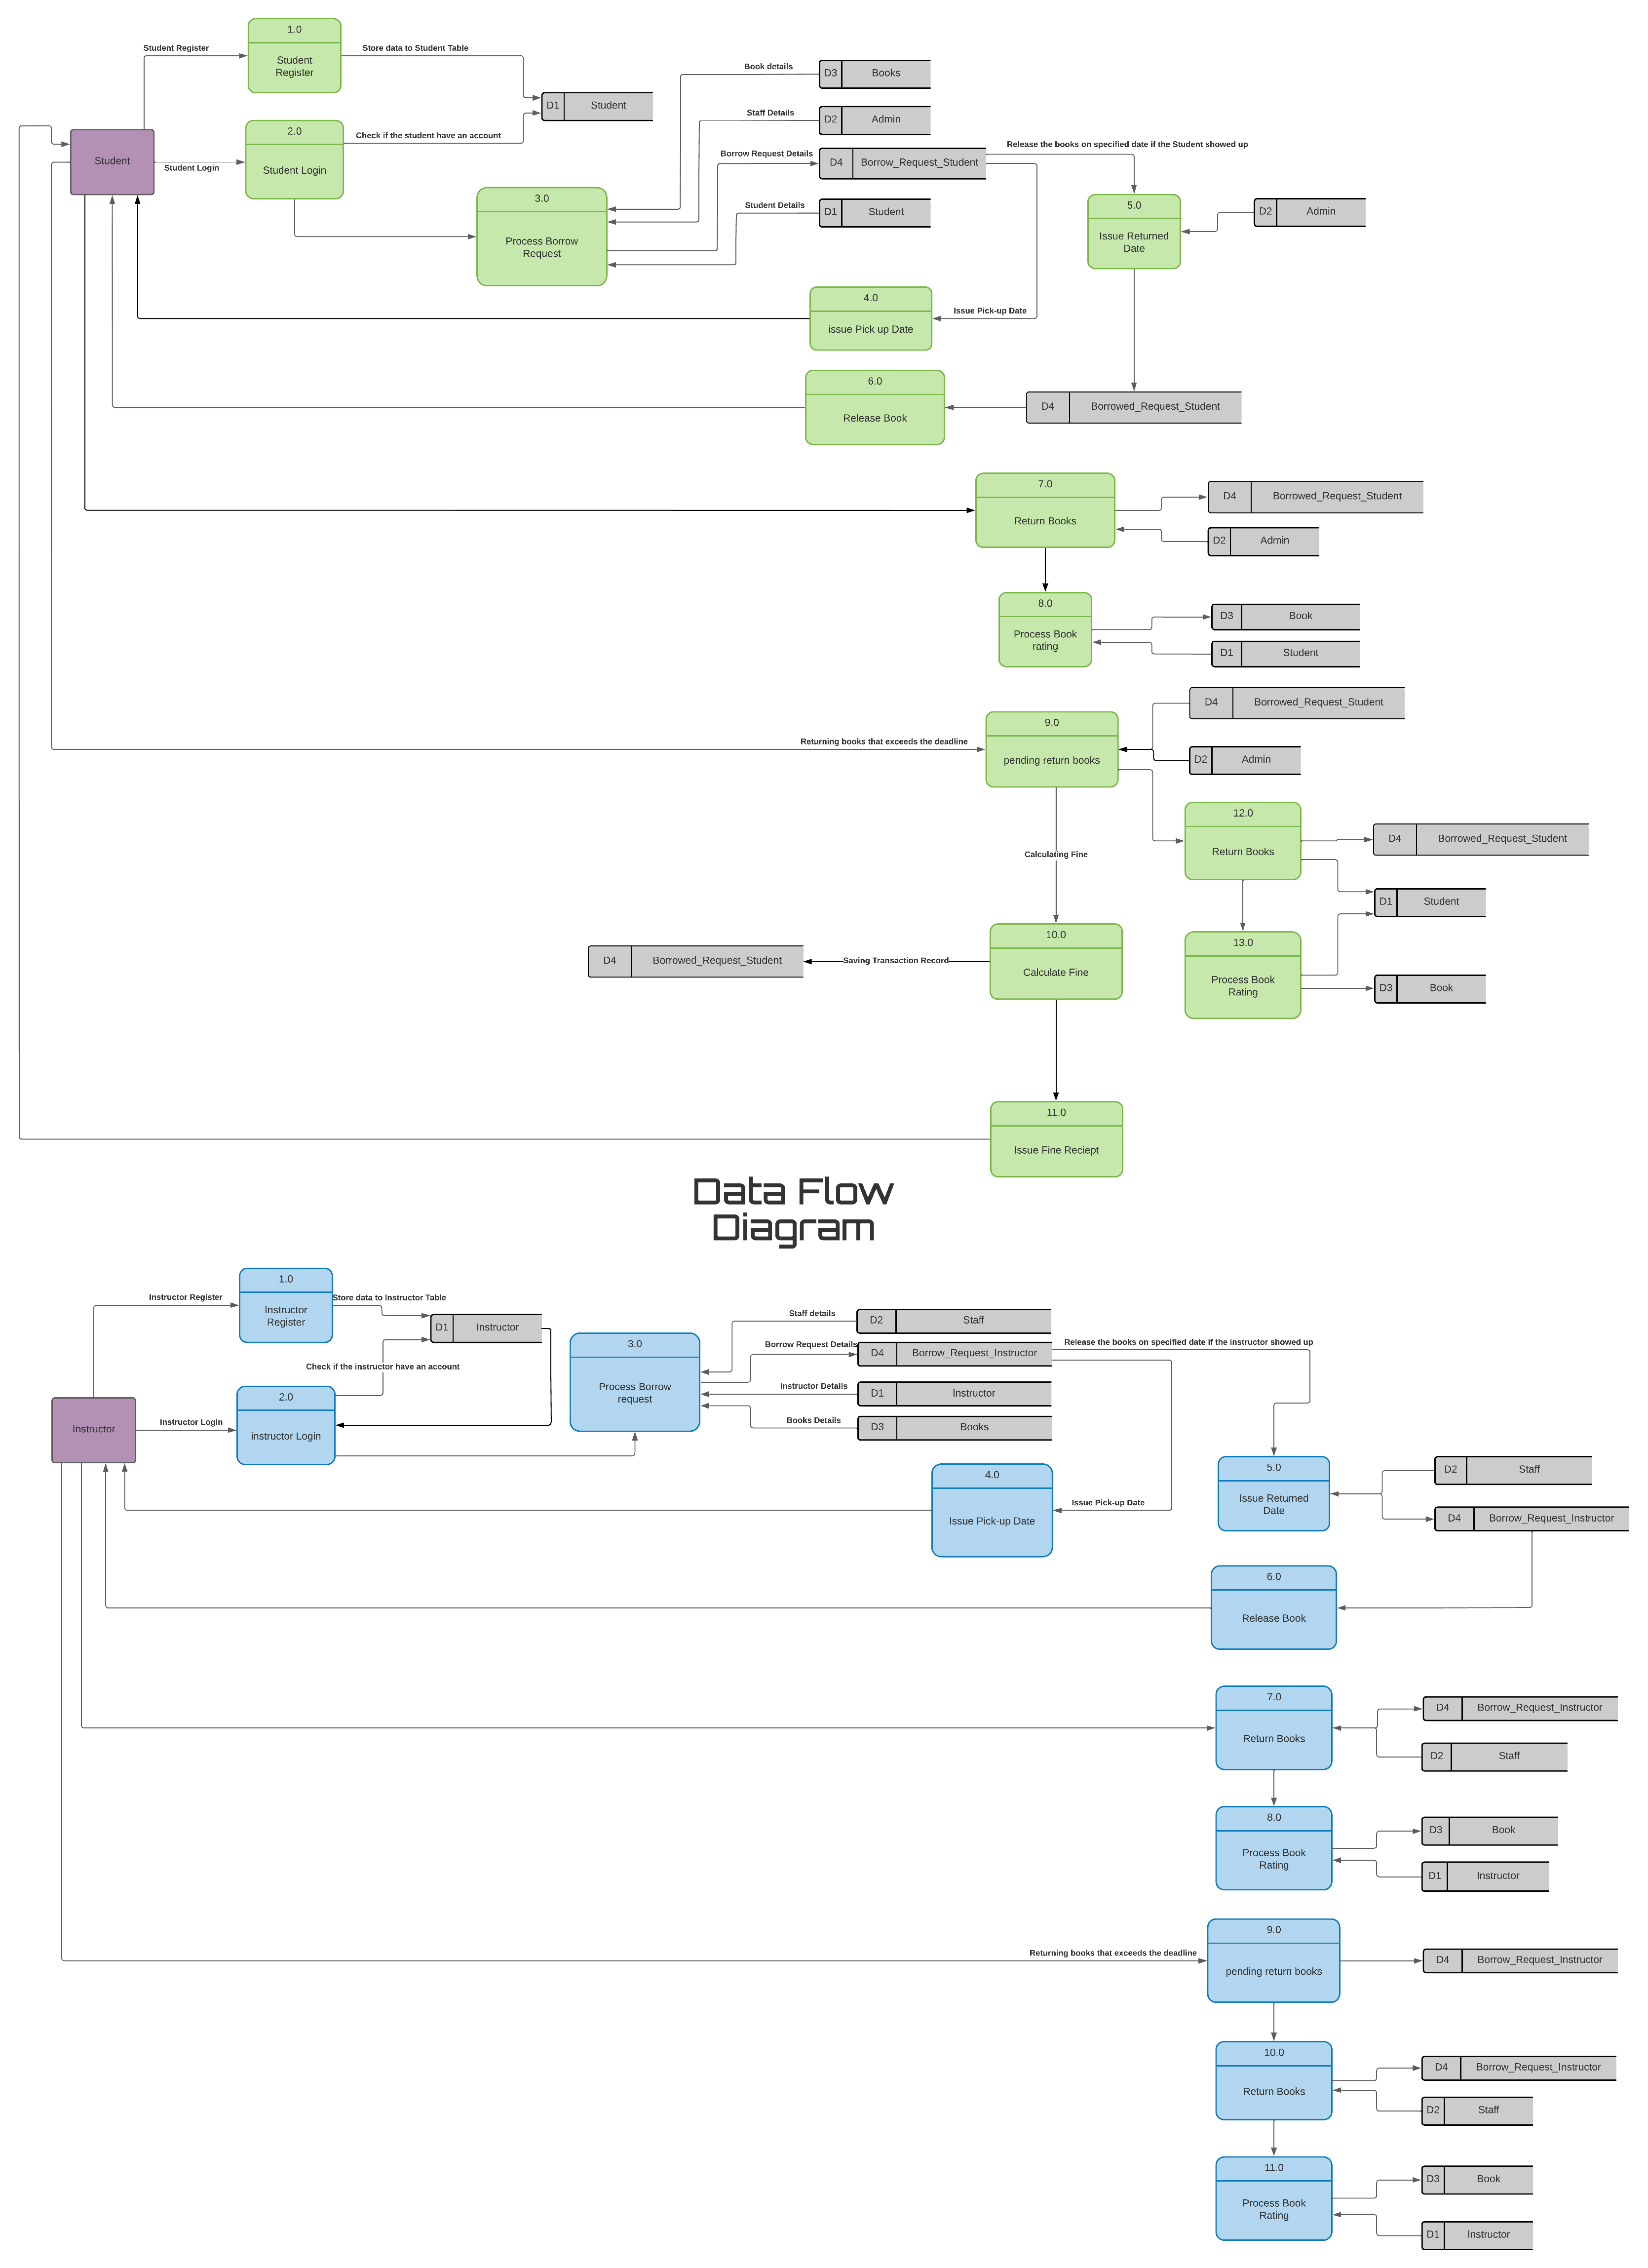 1.0
Student
Register
Student Register
Store data to Student Table
D1
Student
Student
2.0
Student Login
Student Login
Check if the student have an account
Book details
D3
Books
Staff Details
D2
Admin
Borrow Request Details
D4
Borrow_Request_Student
Release the books on specified date if the Student showed up
Student Details
D1
Student
3.0
Process Borrow
Request
5.0
Issue Returned
Date
D2
Admin
4.0
issue Pick up Date
Issue Pick-up Date
6.0
Release Book
D4
Borrowed_Request_Student
7.0
Return Books
D4
Borrowed_Request_Student
D2
Admin
8.0
Process Book
rating
D3
Book
D1
Student
Returning books that exceeds the deadline
9.0
pending return books
D4
Borrowed_Request_Student
D2
Admin
Calculating Fine
12.0
Return Books
D4
Borrowed_Request_Student
D1
Student
13.0
Process Book
Rating
D3
Book
10.0
Calculate Fine
Saving Transaction Record
D4
Borrowed_Request_Student
11.0
Issue Fine Reciept
Data Flow
Diagram
1.0
Instructor
Register
Instructor Register
Store data to Instructor Table
D1
Instructor
Check if the instructor have an account
Instructor
Instructor Login
2.0
instructor Login
3.0
Process Borrow
request
Staff details
D2
Staff
Borrow Request Details
D4
Borrow_Request_Instructor
Release the books on specified date if the instructor showed up
Instructor Details
D1
Instructor
Books Details
D3
Books
4.0
Issue Pick-up Date
Issue Pick-up Date
5.0
Issue Returned
Date
D2
Staff
D4
Borrow_Request_Instructor
6.0
Release Book
7.0
Return Books
D4
Borrow_Request_Instructor
D2
Staff
8.0
Process Book
Rating
D3
Book
D1
Instructor
Returning books that exceeds the deadline
9.0
pending return books
D4
Borrow_Request_Instructor
10.0
Return Books
D4
Borrow_Request_Instructor
D2
Staff
11.0
Process Book
Rating
D3
Book
D1
Instructor